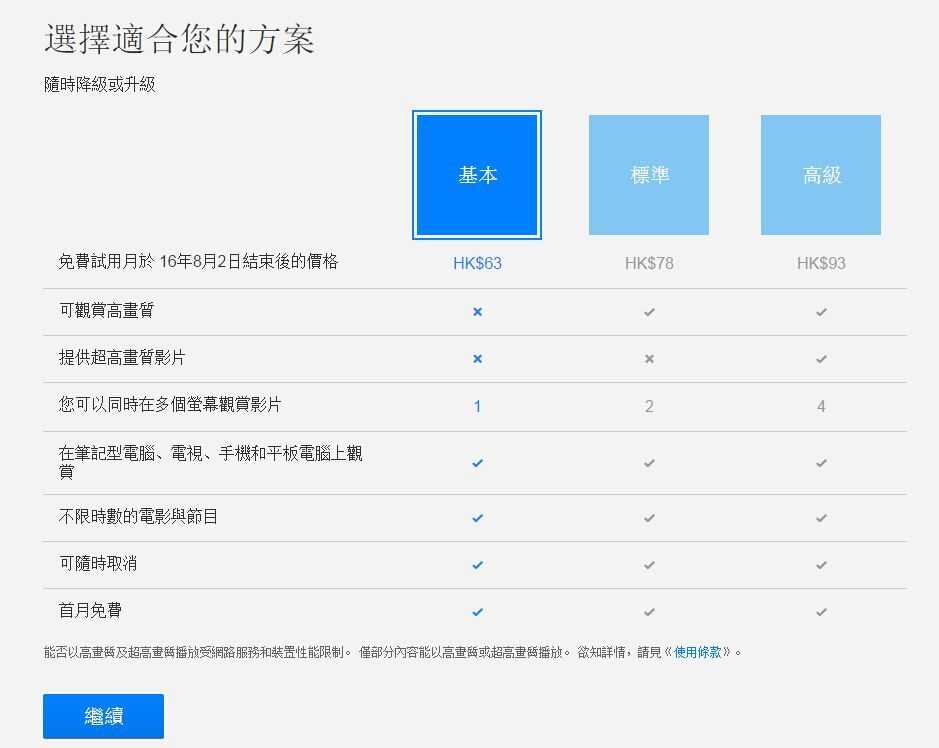 選擇適合您的方案
隨時降級或升級
基本 標準 高級
免費試用月於 16年8月2日結束後的價格 HK$63 HK$78 HK$93
可觀賞高畫質
提供超高畫質影片
您可以同時在多個螢幕觀賞影片 1 2 4
在筆記型電腦、電視、手機和平板電腦上觀
賞
不限時數的電影與節目
可隨時取消
首月免費
能否以高畫質及超高畫質播放受網路服務和裝置性能限制。 僅部分內容能以高畫質或超高畫質播放。 欲知詳情，請見《使用條款》。
繼續